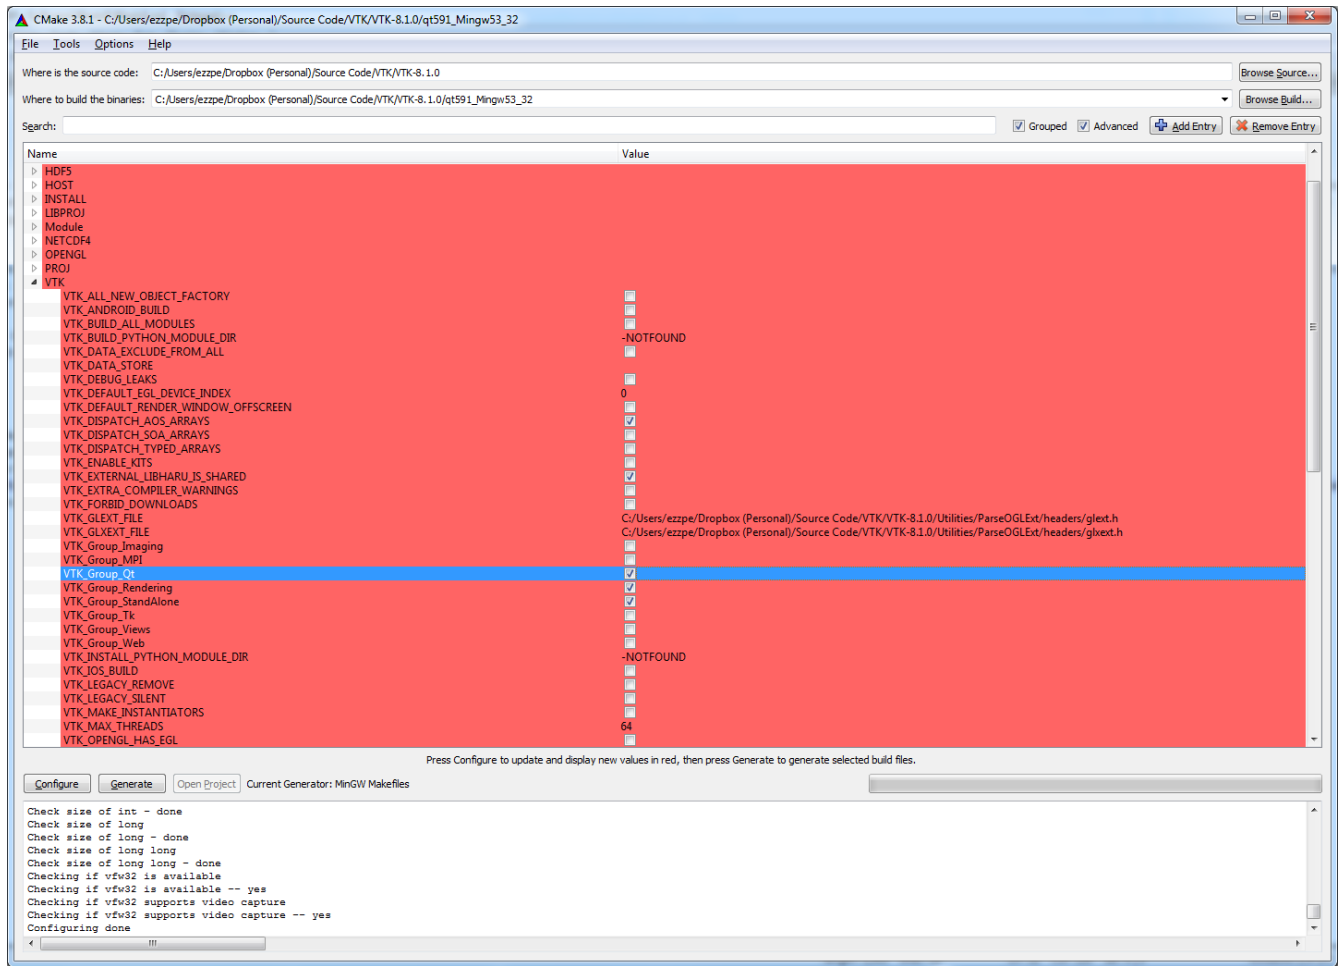 CMake 3.8.1 - C:/Users/ezzpe/Dropbox (Personal)/Source Code/VTK/VTK-8.1.0/qt591_Mingw53_32
File Tools Options Help
Where is the source code: C:/Users/ezzpe/Dropbox (Personal)/Source Code/VTK/VTK-8.1.0 Browse Source...
Where to build the binaries: C:/Users/ezzpe/Dropbox (Personal)/Source Code/VTK/VTK-8.1.0/qt591_Mingw53_32 Browse Build...
Search: Grouped Advanced Add Entry Remove Entry
Name Value
HDF5
HOST
INSTALL
LIBPROJ
Module
NETCDF4
OPENGL
PROJ
VTK
VTK_ALL_NEW_OBJECT_FACTORY
VTK_ANDROID_BUILD
VTK_BUILD_ALL_MODULES
VTK_BUILD_PYTHON_MODULE_DIR -NOTFOUND
VTK_DATA_EXCLUDE_FROM_ALL
VTK_DATA_STORE
VTK_DEBUG_LEAKS
VTK_DEFAULT_EGL_DEVICE_INDEX 0
VTK_DEFAULT_RENDER_WINDOW_OFFSCREEN
VTK_DISPATCH_AOS_ARRAYS
VTK_DISPATCH_SOA_ARRAYS
VTK_DISPATCH_TYPED_ARRAYS
VTK_ENABLE_KITS
VTK_EXTERNAL_LIBHARU_IS_SHARED
VTK_EXTRA_COMPILER_WARNINGS
VTK_FORBID_DOWNLOADS
VTK_GLEXT_FILE C:/Users/ezzpe/Dropbox (Personal)/Source Code/VTK/VTK-8.1.0/Utilities/ParseOGLExt/headers/glext.h
VTK_GLXEXT_FILE C:/Users/ezzpe/Dropbox (Personal)/Source Code/VTK/VTK-8.1.0/Utilities/ParseOGLExt/headers/glxext.h
VTK_Group_Imaging
VTK_Group_MPI
VTK_Group_Qt
VTK_Group_Rendering
VTK_Group_StandAlone
VTK_Group_Tk
VTK_Group_Views
VTK_Group_Web
VTK_INSTALL_PYTHON_MODULE_DIR -NOTFOUND
VTK_IOS_BUILD
VTK_LEGACY_REMOVE
VTK_LEGACY_SILENT
VTK_MAKE_INSTANTIATORS
VTK_MAX_THREADS 64
VTK_OPENGL_HAS_EGL
Press Configure to update and display new values in red, then press Generate to generate selected build files.
Configure Generate Open Project Current Generator: MinGW Makefiles
Check size of int - done
Check size of long
Check size of long - done
Check size of long long
Check size of long long - done
Checking if vfw32 is available
Checking if vfw32 is available -- yes
Checking if vfw32 supports video capture
Checking if vfw32 supports video capture -- yes
Configuring done